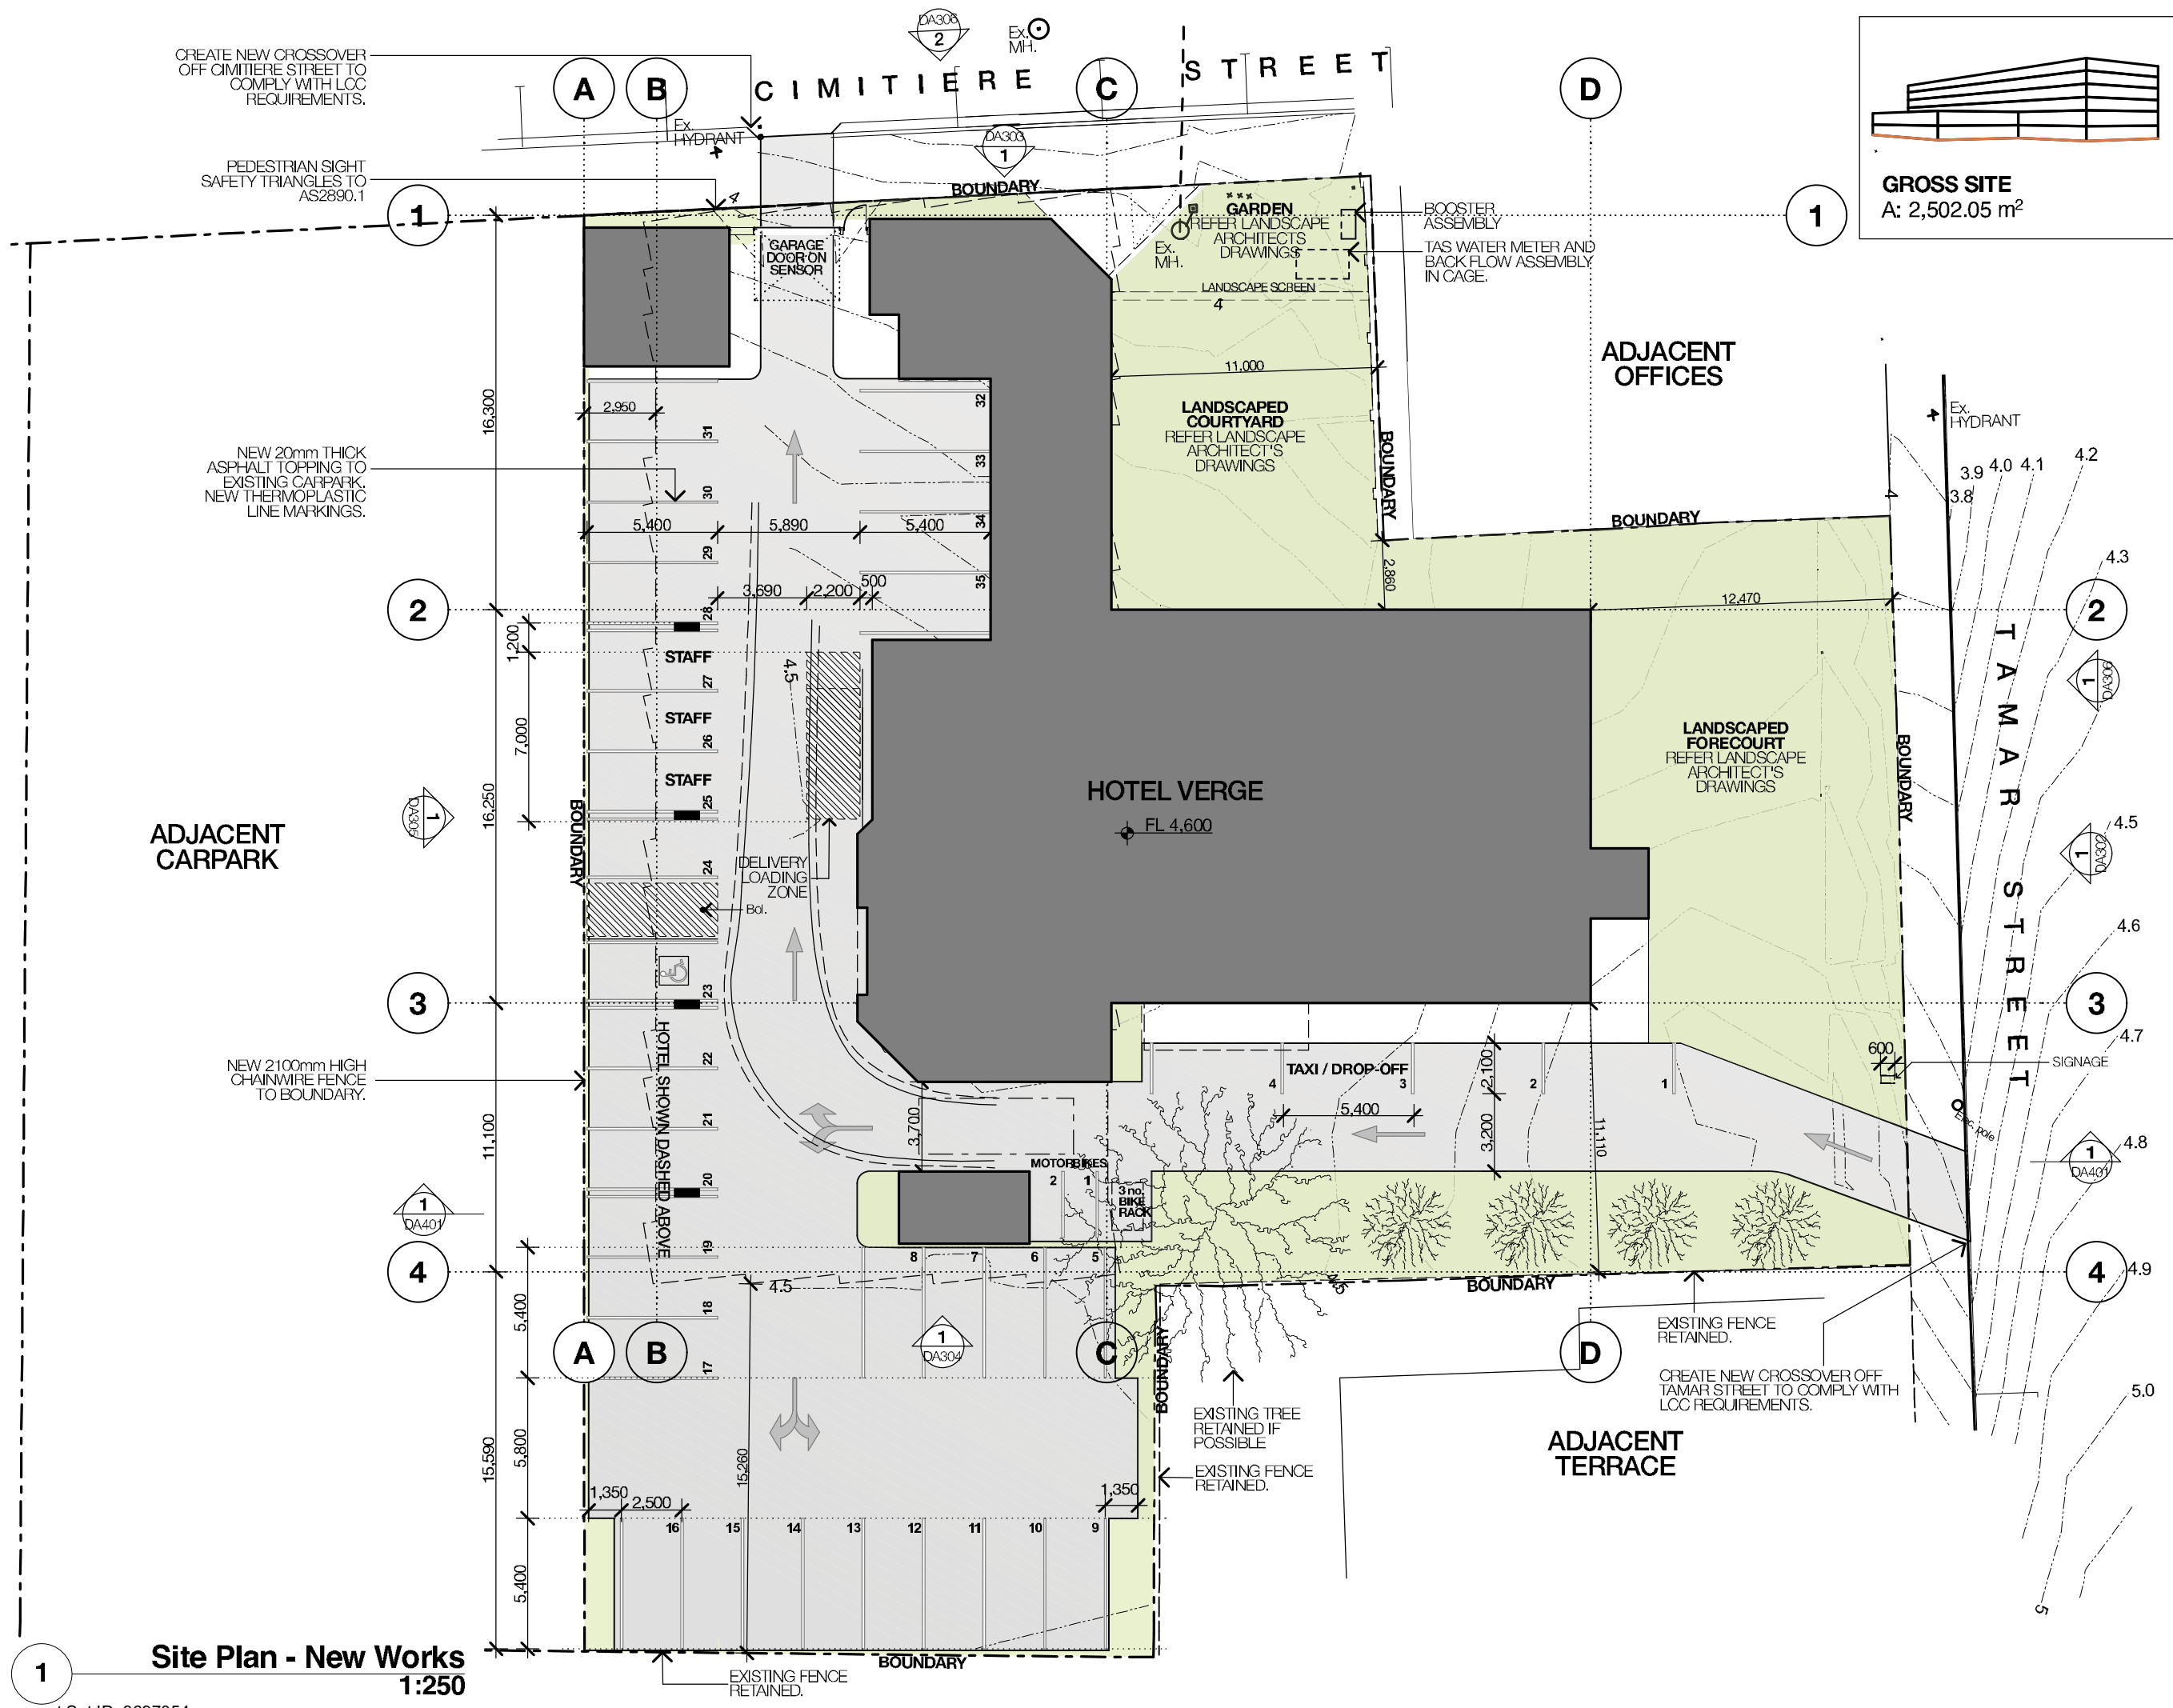 DA306
2
Ex.
MH.
CREATE NEW CROSSOVER
OFF CIMITIERE STREET TO
COMPLY WITH LCC
REQUIREMENTS.
A
B
CIMITIERE STREET
C
D
Ex.
HYDRANT
DA303
1
GROSS SITE
A: 2,502.05 m²
PEDESTRIAN SIGHT
SAFETY TRIANGLES TO
AS2890.1
4
BOUNDARY
1
1
GARDEN
REFER LANDSCAPE
ARCHITECTS
DRAWINGS
Ex.
MH.
BOOSTER
ASSEMBLY
TAS WATER METER AND
BACK FLOW ASSEMBLY
IN CAGE.
GARAGE
DOOR ON
SENSOR
LANDSCAPE SCREEN
4
ADJACENT
OFFICES
11.000
16,300
2,950
32
31
33
30
34
29
35
28
LANDSCAPED
COURTYARD
REFER LANDSCAPE
ARCHITECT'S
DRAWINGS
BOUNDARY
Ex.
HYDRANT
4
3.8
3.9
4.0
4.1
4.2
4.3
NEW 20mm THICK
ASPHALT TOPPING TO
EXISTING CARPARK.
NEW THERMOPLASTIC
LINE MARKINGS.
5,400
5,890
5,400
BOUNDARY
3,690
2,200
500
2,860
12,470
2
2
1,200
STAFF
27
STAFF
26
STAFF
25
4.5
7,000
16,250
TAMAR STREET
1
DA306
LANDSCAPED
FORECOURT
REFER LANDSCAPE
ARCHITECT'S
DRAWINGS
BOUNDARY
HOTEL VERGE
FL 4,600
1
DA305
BOUNDARY
ADJACENT
CARPARK
4.5
1
DA302
24
DELIVERY
LOADING
ZONE
Bol.
4.6
23
3
3
4.7
NEW 2100mm HIGH
CHAINWIRE FENCE
TO BOUNDARY.
HOTEL SHOWN DASHED ABOVE
22
21
20
19
18
17
600
SIGNAGE
TAXI / DROP-OFF
4
3
2
1
2,100
5,400
3,200
11,110
3,700
11,100
Elec. pole
4.8
1
DA401
1
DA401
MOTORBIKES
2
1
3 no.
BIKE
RACK
8
7
6
5
4
4
4.9
4.5
4.5
BOUNDARY
5,400
1
DA304
A
B
C
D
BOUNDARY
EXISTING FENCE
RETAINED.
CREATE NEW CROSSOVER OFF
TAMAR STREET TO COMPLY WITH
LCC REQUIREMENTS.
5.0
EXISTING TREE
RETAINED IF
POSSIBLE
EXISTING FENCE
RETAINED.
ADJACENT
TERRACE
15,590
5,800
15,260
1,350
2,500
1,350
16
15
14
13
12
11
10
9
5,400
5
1
Site Plan - New Works
1:250
EXISTING FENCE
RETAINED.
BOUNDARY